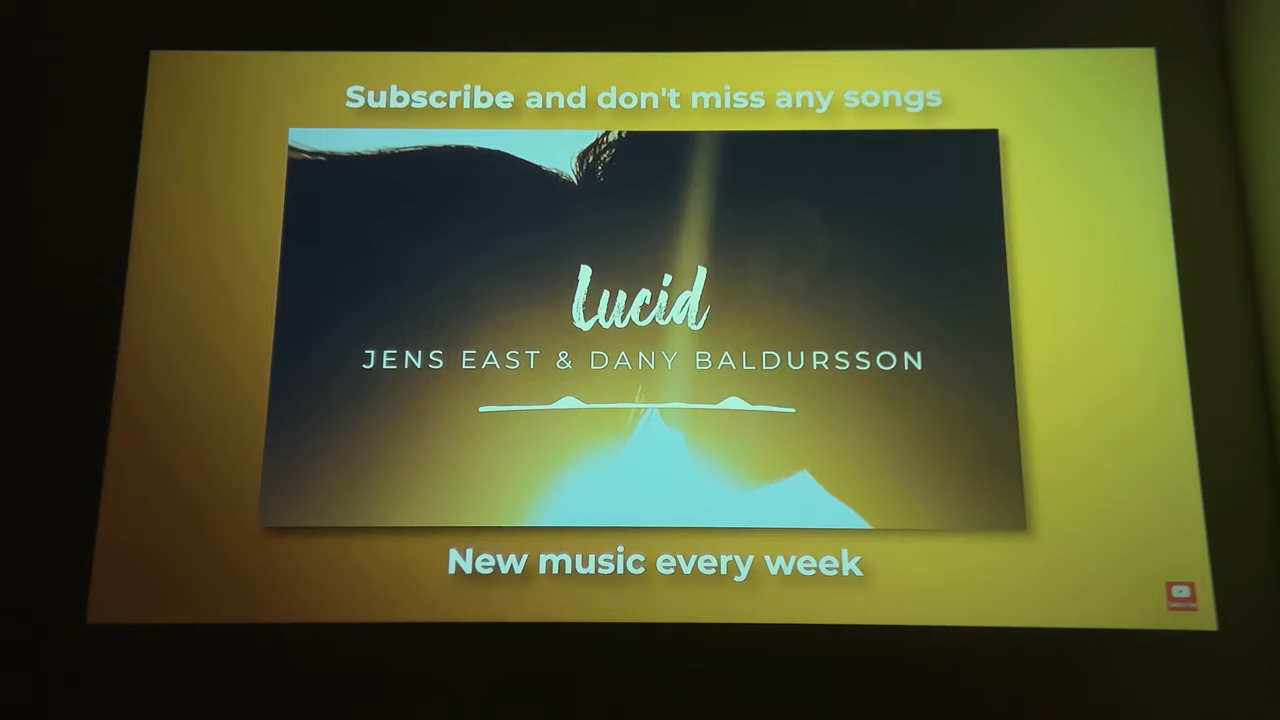 Subscribe and don't miss any songs
Lucid
JENS EAST & DANY BALDURSSON
New music every week